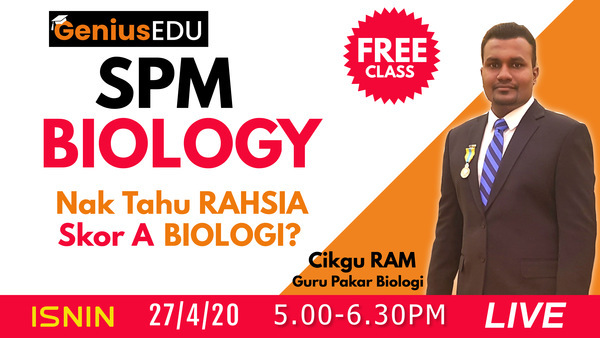 GeniusEDU
SPM
BIOLOGY
FREE
CLASS
Nak Tahu RAHSIA
Skor A BIOLOGI?
Cikgu RAM
Guru Pakar Biologi
ISNIN 27/4/20 5.00-6.30PM LIVE